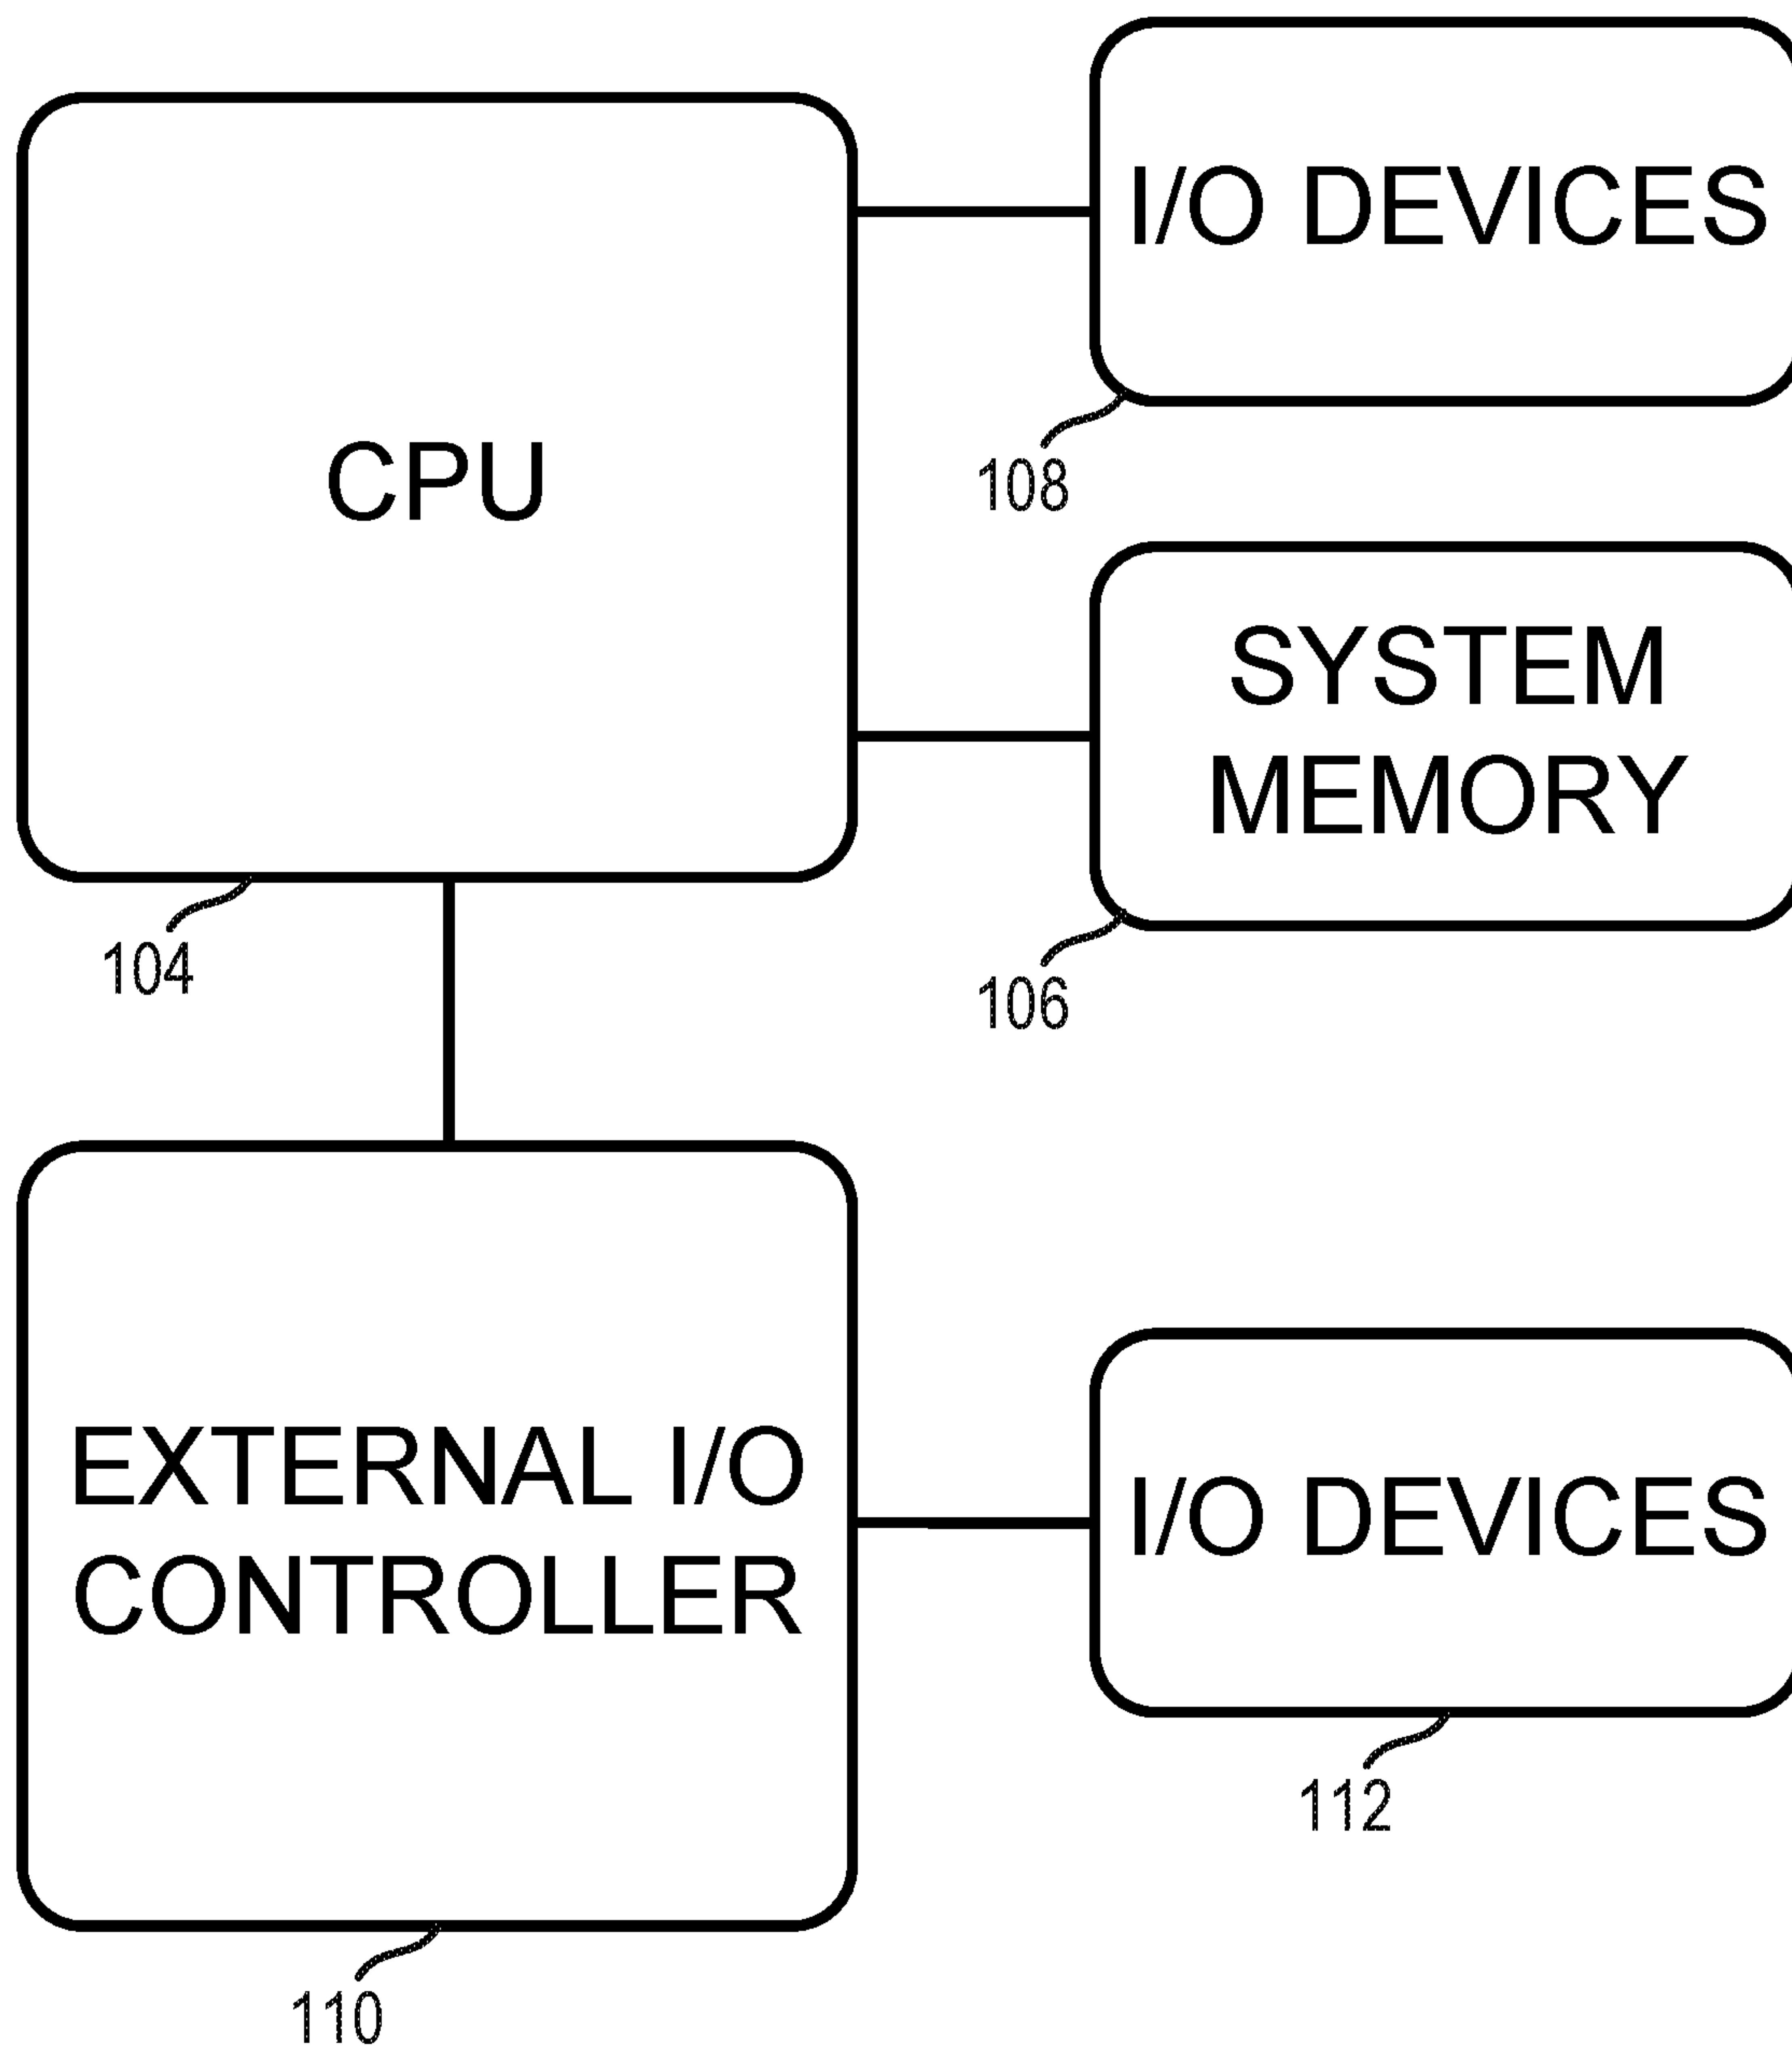 I/O DEVICES
CPU
108
SYSTEM
MEMORY
104
106
EXTERNAL I/O
CONTROLLER
I/O DEVICES
112
110